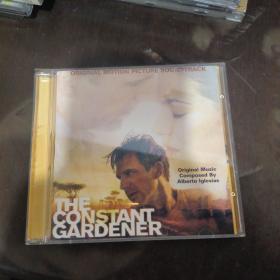 ORIGINAL MOTION PICTURE SOUNDTRACK
Original Music
Composed By
Alberto Iglesias
THE
CONSTANT
GARDENER